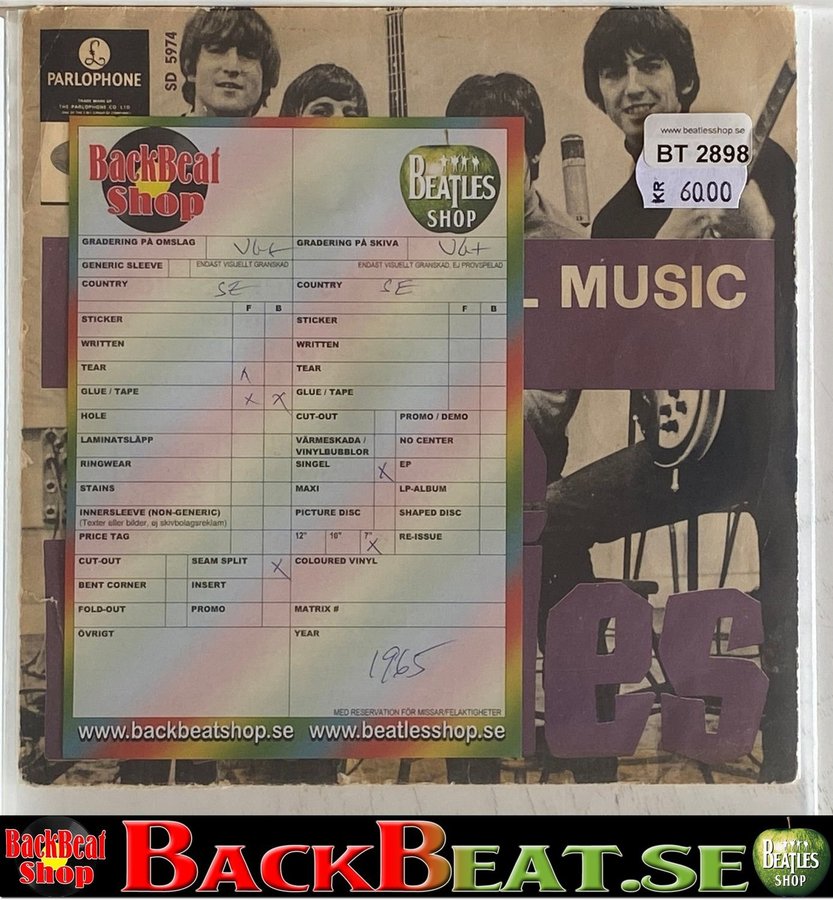 £
PARLOPHONE
TRADE MARK OF
THE PARLOPHONE CO LTD
SD 5974
www.beatlesshop.se
BT 2898
KR 6000
BackBeat
Shop
BEATLES
SHOP
GRADERING PÅ OMSLAG VG+ GRADERING PÅ SKIVA VG+
GENERIC SLEEVE ENDAST VISUELLT GRANSKAD ENDAST VISUELLT GRANSKAD, EJ PROVSPELAD
COUNTRY SE COUNTRY SE
F B F B
STICKER STICKER
WRITTEN WRITTEN
TEAR X TEAR
GLUE / TAPE X X GLUE / TAPE
HOLE CUT-OUT PROMO / DEMO
LAMINATSLÄPP VÄRMESKADA / NO CENTER
VINYLBUBBLOR
RINGWEAR SINGEL X EP
STAINS MAXI LP-ALBUM
INNERSLEEVE (NON-GENERIC) PICTURE DISC SHAPED DISC
(Texter eller bilder, ej skivbolagsreklam)
PRICE TAG 12" 10" 7" X RE-ISSUE
CUT-OUT SEAM SPLIT X COLOURED VINYL
BENT CORNER INSERT
FOLD-OUT PROMO MATRIX #
ÖVRIGT YEAR
1965
MED RESERVATION FÖR MISSAR/FELAKTIGHETER
www.backbeatshop.se www.beatlesshop.se
L MUSIC
es
BackBeat
Shop
BACKBEAT.SE
BEATLES
SHOP